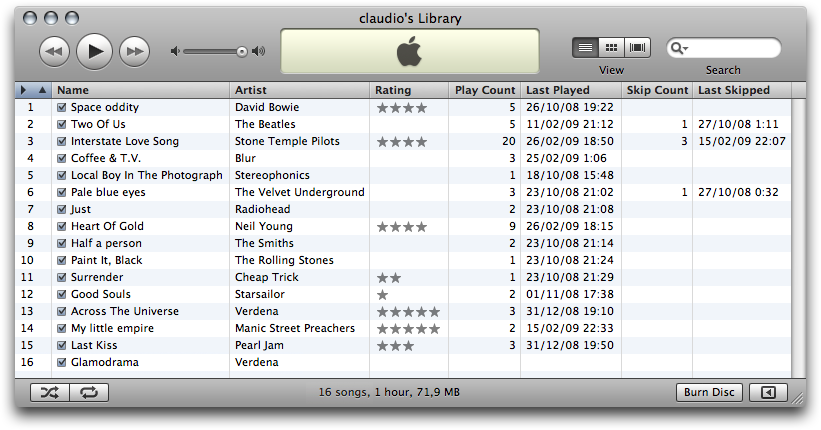 claudio's Library
View
Search
Name Artist Rating Play Count Last Played Skip Count Last Skipped
1 Space oddity David Bowie ★★★★ 5 26/10/08 19:22
2 Two Of Us The Beatles 5 11/02/09 21:12 1 27/10/08 1:11
3 Interstate Love Song Stone Temple Pilots ★★★★ 20 26/02/09 18:50 3 15/02/09 22:07
4 Coffee & T.V. Blur 3 25/02/09 1:06
5 Local Boy In The Photograph Stereophonics 1 18/10/08 15:48
6 Pale blue eyes The Velvet Underground 3 23/10/08 21:02 1 27/10/08 0:32
7 Just Radiohead 2 23/10/08 21:08
8 Heart Of Gold Neil Young ★★★★ 9 26/02/09 18:15
9 Half a person The Smiths 2 23/10/08 21:14
10 Paint It, Black The Rolling Stones 1 23/10/08 21:24
11 Surrender Cheap Trick ★★ 1 23/10/08 21:29
12 Good Souls Starsailor ★ 2 01/11/08 17:38
13 Across The Universe Verdena ★★★★★ 3 31/12/08 19:10
14 My little empire Manic Street Preachers ★★★★★ 2 15/02/09 22:33
15 Last Kiss Pearl Jam ★★★ 3 31/12/08 19:50
16 Glamodrama Verdena
16 songs, 1 hour, 71,9 MB
Burn Disc